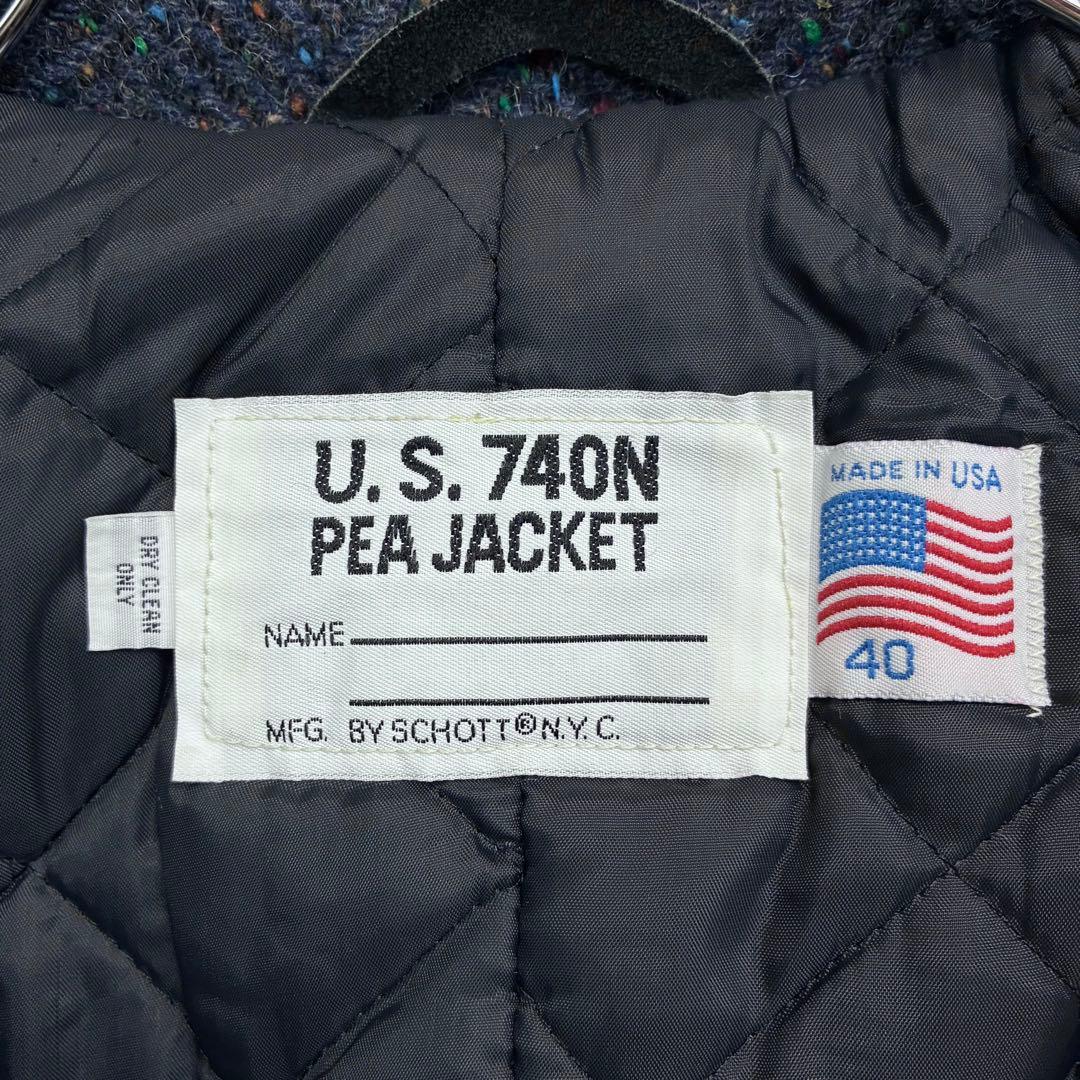 U.S. 740N
PEA JACKET
NAME
MFG. BY SCHOTT® N.Y.C.
MADE IN USA
40
DRY CLEAN
ONLY